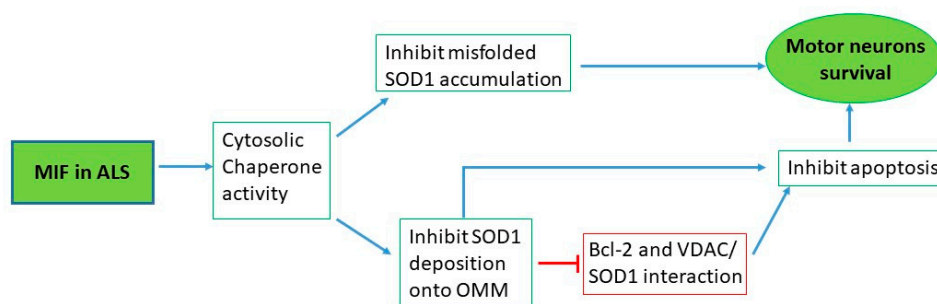 MIF in ALS
Cytosolic
Chaperone
activity
Inhibit misfolded
SOD1 accumulation
Inhibit SOD1
deposition
onto OMM
Bcl-2 and VDAC/
SOD1 interaction
Inhibit apoptosis
Motor neurons
survival